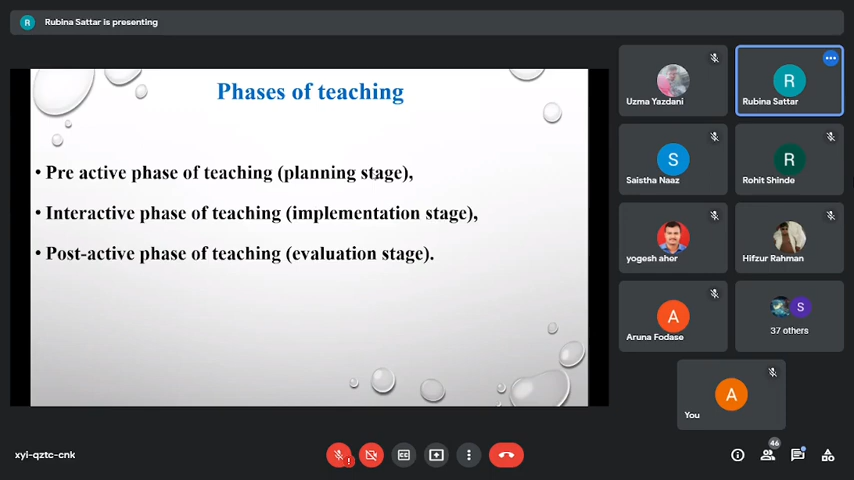 R Rubina Sattar is presenting
Phases of teaching
• Pre active phase of teaching (planning stage),
• Interactive phase of teaching (implementation stage),
• Post-active phase of teaching (evaluation stage).
Uzma Yazdani
R
Rubina Sattar
S
Saistha Naaz
R
Rohit Shinde
yogesh aher
Hifzur Rahman
A
Aruna Fodase
S
37 others
A
You
xyi-qztc-cnk
46